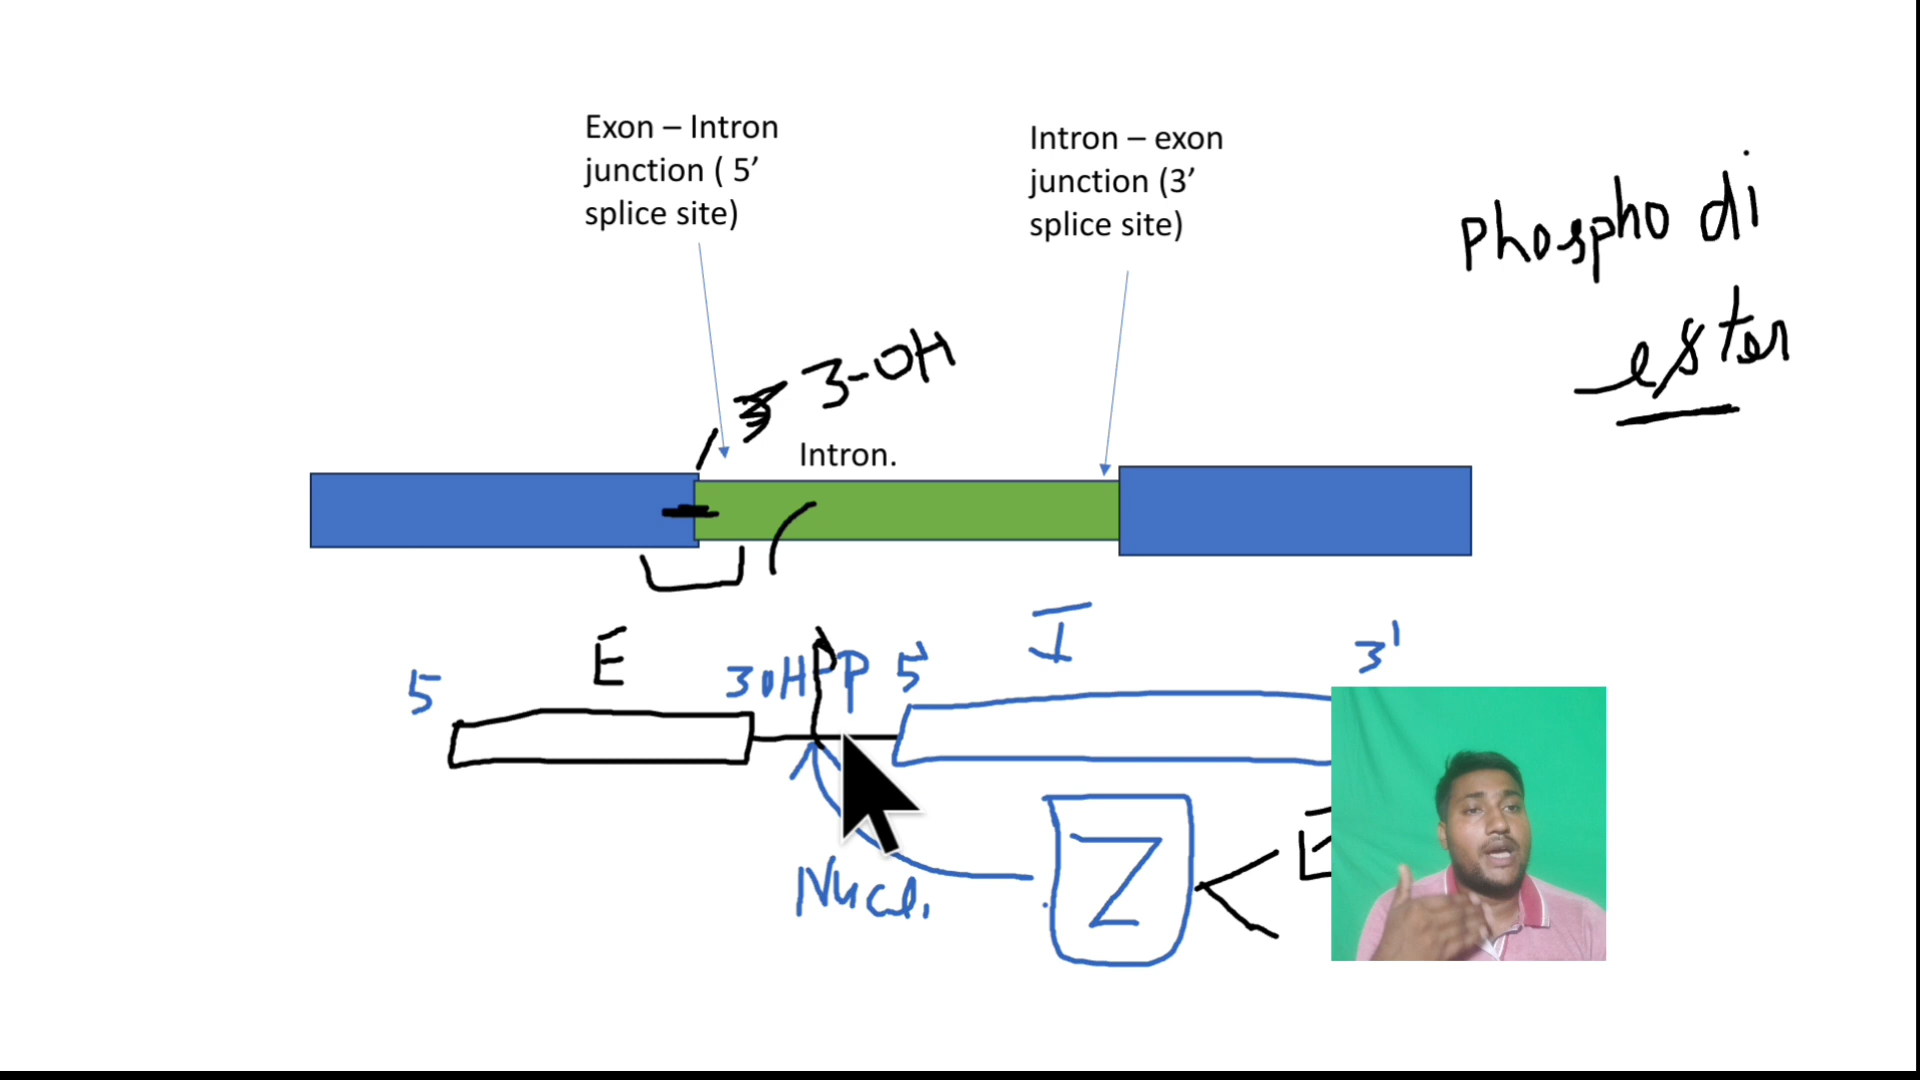 Exon – Intron
junction ( 5’
splice site)
Intron – exon
junction (3’
splice site)
Phospho di
ester
3-OH
Intron.
E
I
5
3OH
P
P
5'
3'
Nucl.
Z
E